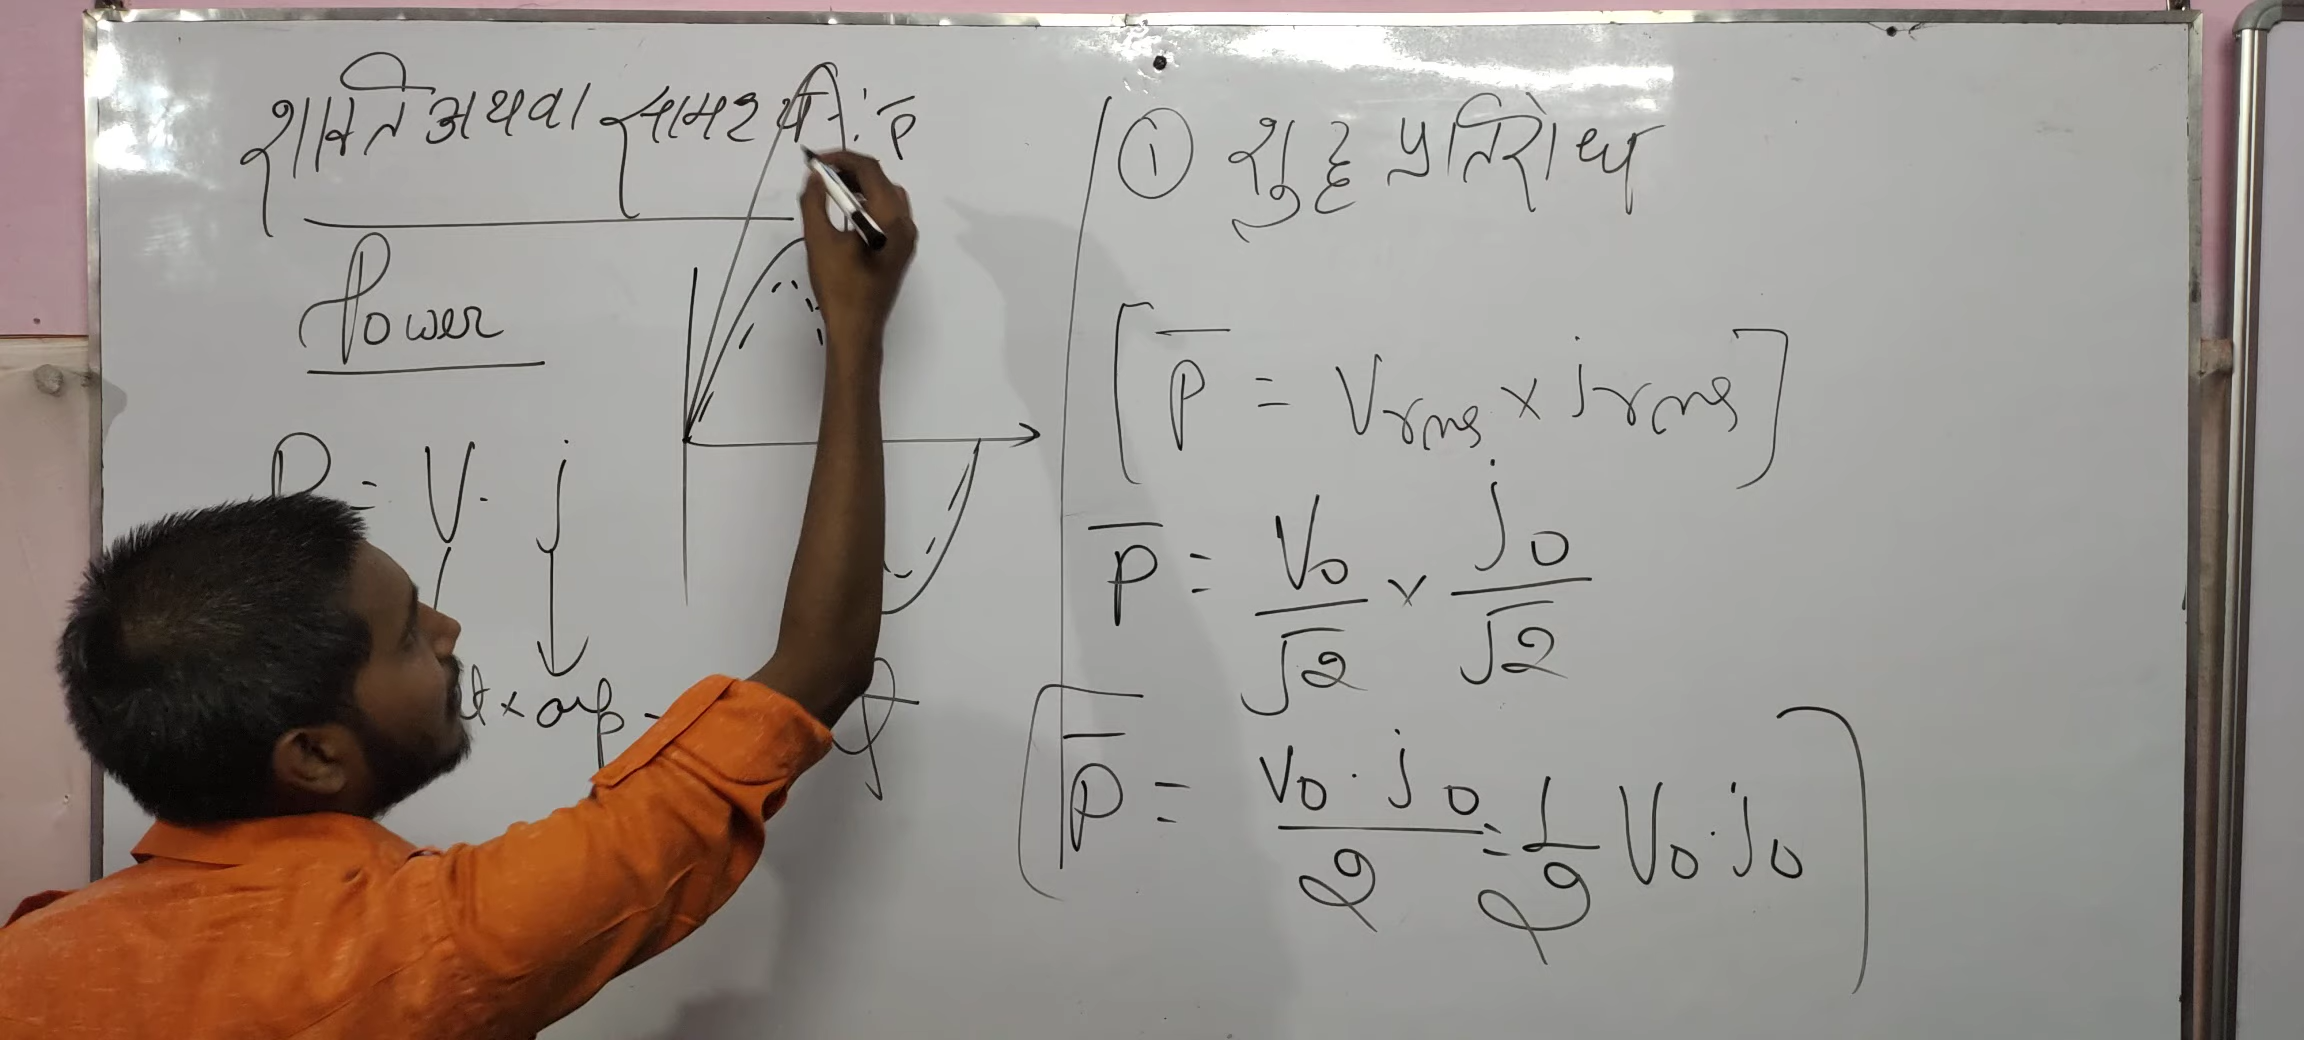 शक्ति अथवा सामर्थ्य :- P
Power
P = V . i
t × amp -
① शुद्ध प्रतिरोध
[P̅ = Vrms × irms]
P̅ = V₀/√2 × i₀/√2
[P̅ = V₀ . i₀/2 = 1/2 V₀ . i₀]